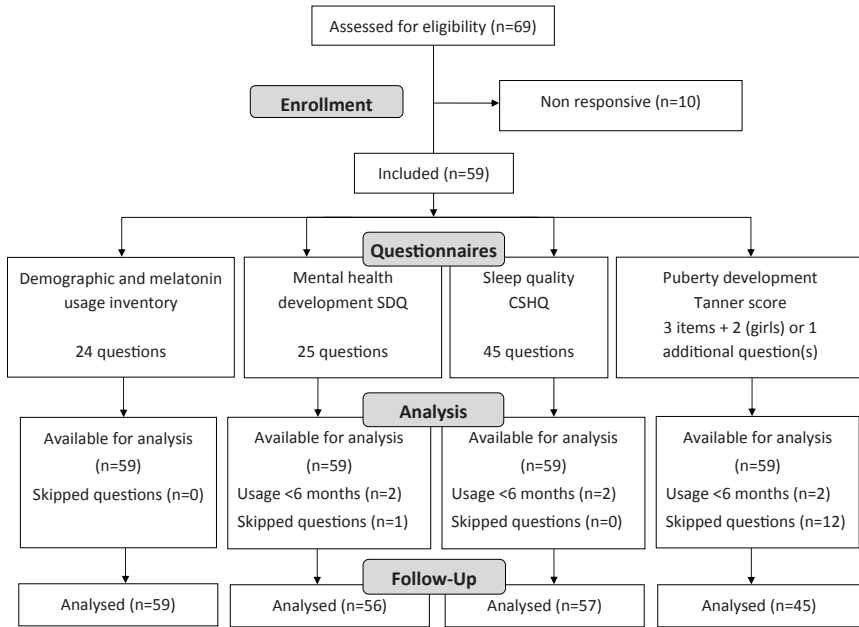 Assessed for eligibility (n=69)
Enrollment
Non responsive (n=10)
Included (n=59)
Questionnaires
Demographic and melatonin
usage inventory
24 questions
Mental health
development SDQ
25 questions
Sleep quality
CSHQ
45 questions
Puberty development
Tanner score
3 items + 2 (girls) or 1
additional question(s)
Analysis
Available for analysis
(n=59)
Skipped questions (n=0)
Available for analysis
(n=59)
Usage <6 months (n=2)
Skipped questions (n=1)
Available for analysis
(n=59)
Usage <6 months (n=2)
Skipped questions (n=0)
Available for analysis
(n=59)
Usage <6 months (n=2)
Skipped questions (n=12)
Follow-Up
Analysed (n=59)
Analysed (n=56)
Analysed (n=57)
Analysed (n=45)